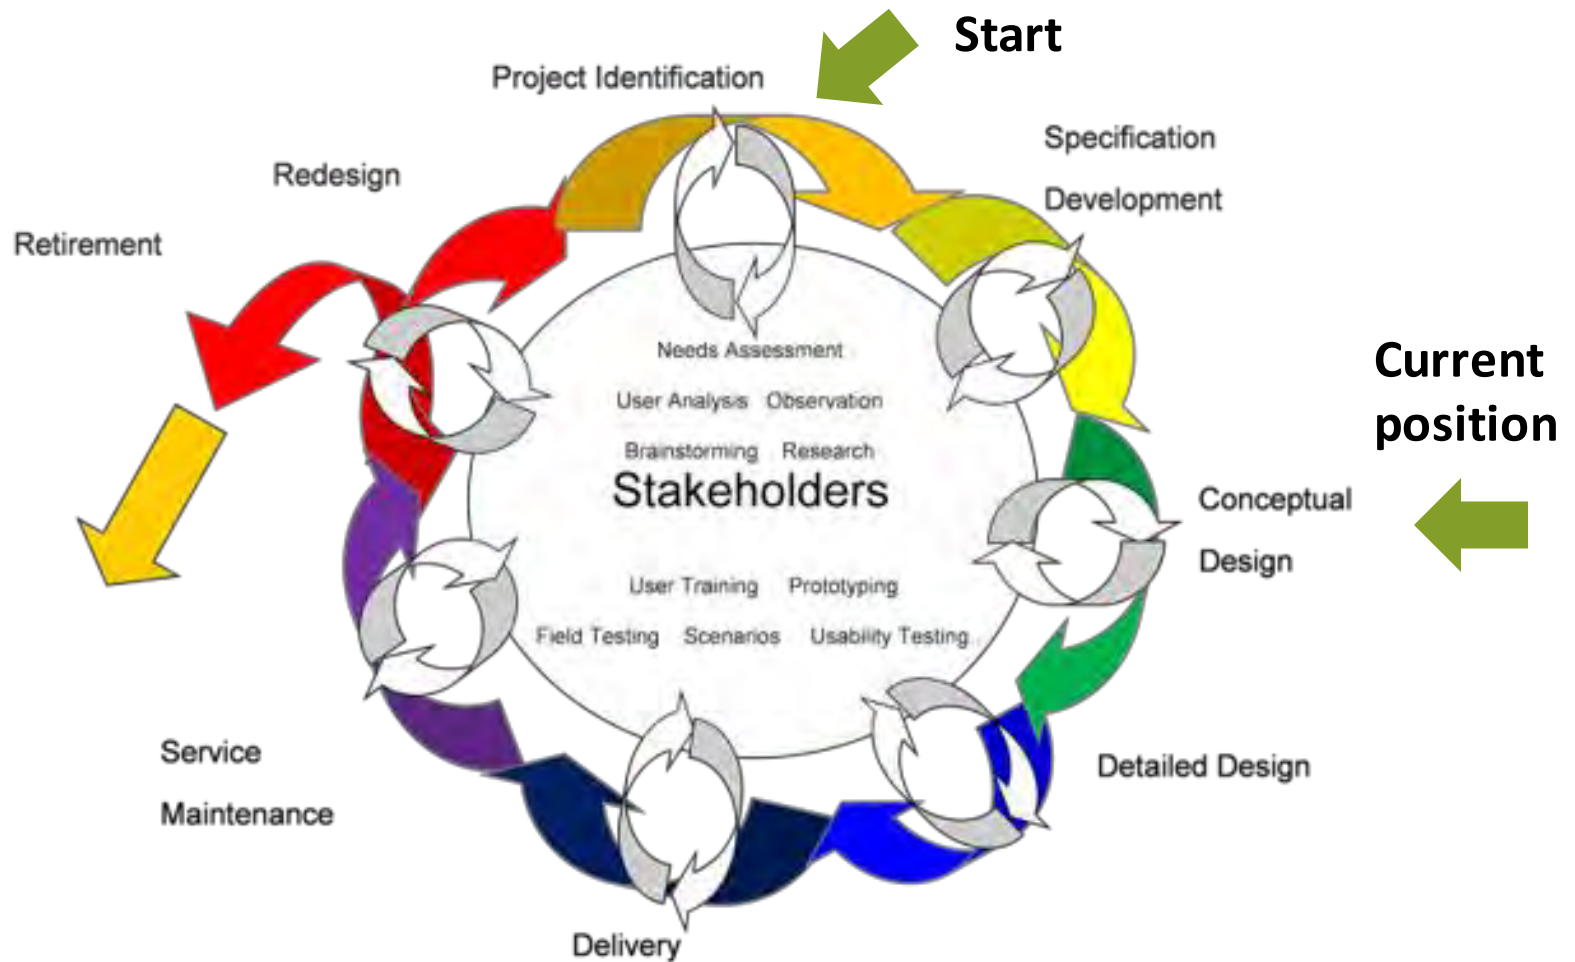 Start
Project Identification
Specification
Development
Redesign
Retirement
Needs Assessment
User Analysis Observation
Brainstorming Research
Stakeholders
Current
position
Conceptual
Design
User Training Prototyping
Field Testing Scenarios Usability Testing
Service
Maintenance
Detailed Design
Delivery